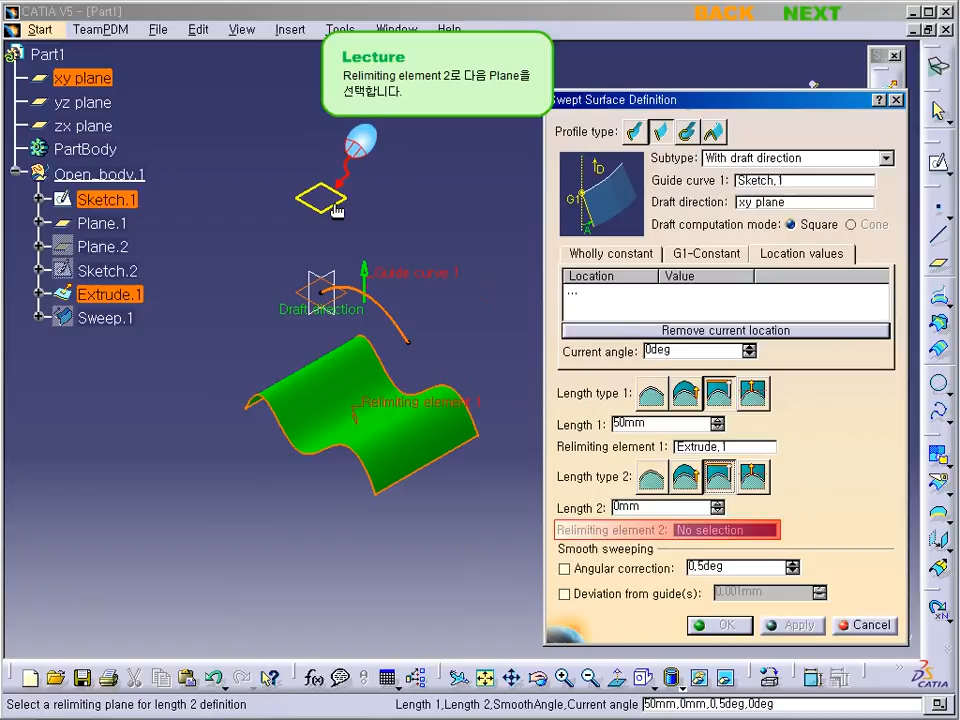 CATIA V5 - [Part1]
BACK NEXT
Start TeamPDM File Edit View Insert Tools Window Help
Lecture
Relimiting element 2로 다음 Plane을
선택합니다.
Part1
xy plane
yz plane
zx plane
PartBody
Open_body.1
Sketch.1
Plane.1
Plane.2
Sketch.2
Extrude.1
Sweep.1
Guide curve 1
Draft direction
Relimiting element 1
Swept Surface Definition
Profile type:
Subtype: With draft direction
Guide curve 1: Sketch.1
Draft direction: xy plane
Draft computation mode: Square Cone
D
G1
A
Wholly constant G1-Constant Location values
Location Value
...
Remove current location
Current angle: 0deg
Length type 1:
Length 1: 50mm
Relimiting element 1: Extrude.1
Length type 2:
Length 2: 0mm
Relimiting element 2: No selection
Smooth sweeping
Angular correction: 0.5deg
Deviation from guide(s): 0.001mm
OK Apply Cancel
CATIA
Select a relimiting plane for length 2 definition
Length 1,Length 2,SmoothAngle,Current angle 50mm,0mm,0.5deg,0deg